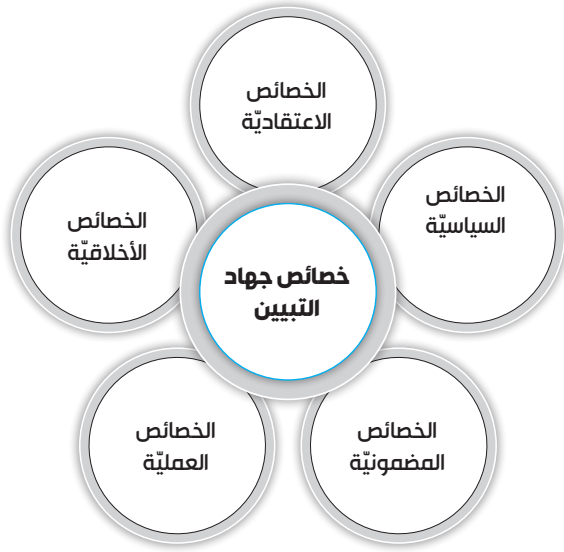 الخصائص
الاعتقاديّة
الخصائص
السياسيّة
الخصائص
الأخلاقيّة
خصائص جهاد
التبيين
الخصائص
المضمونيّة
الخصائص
العمليّة